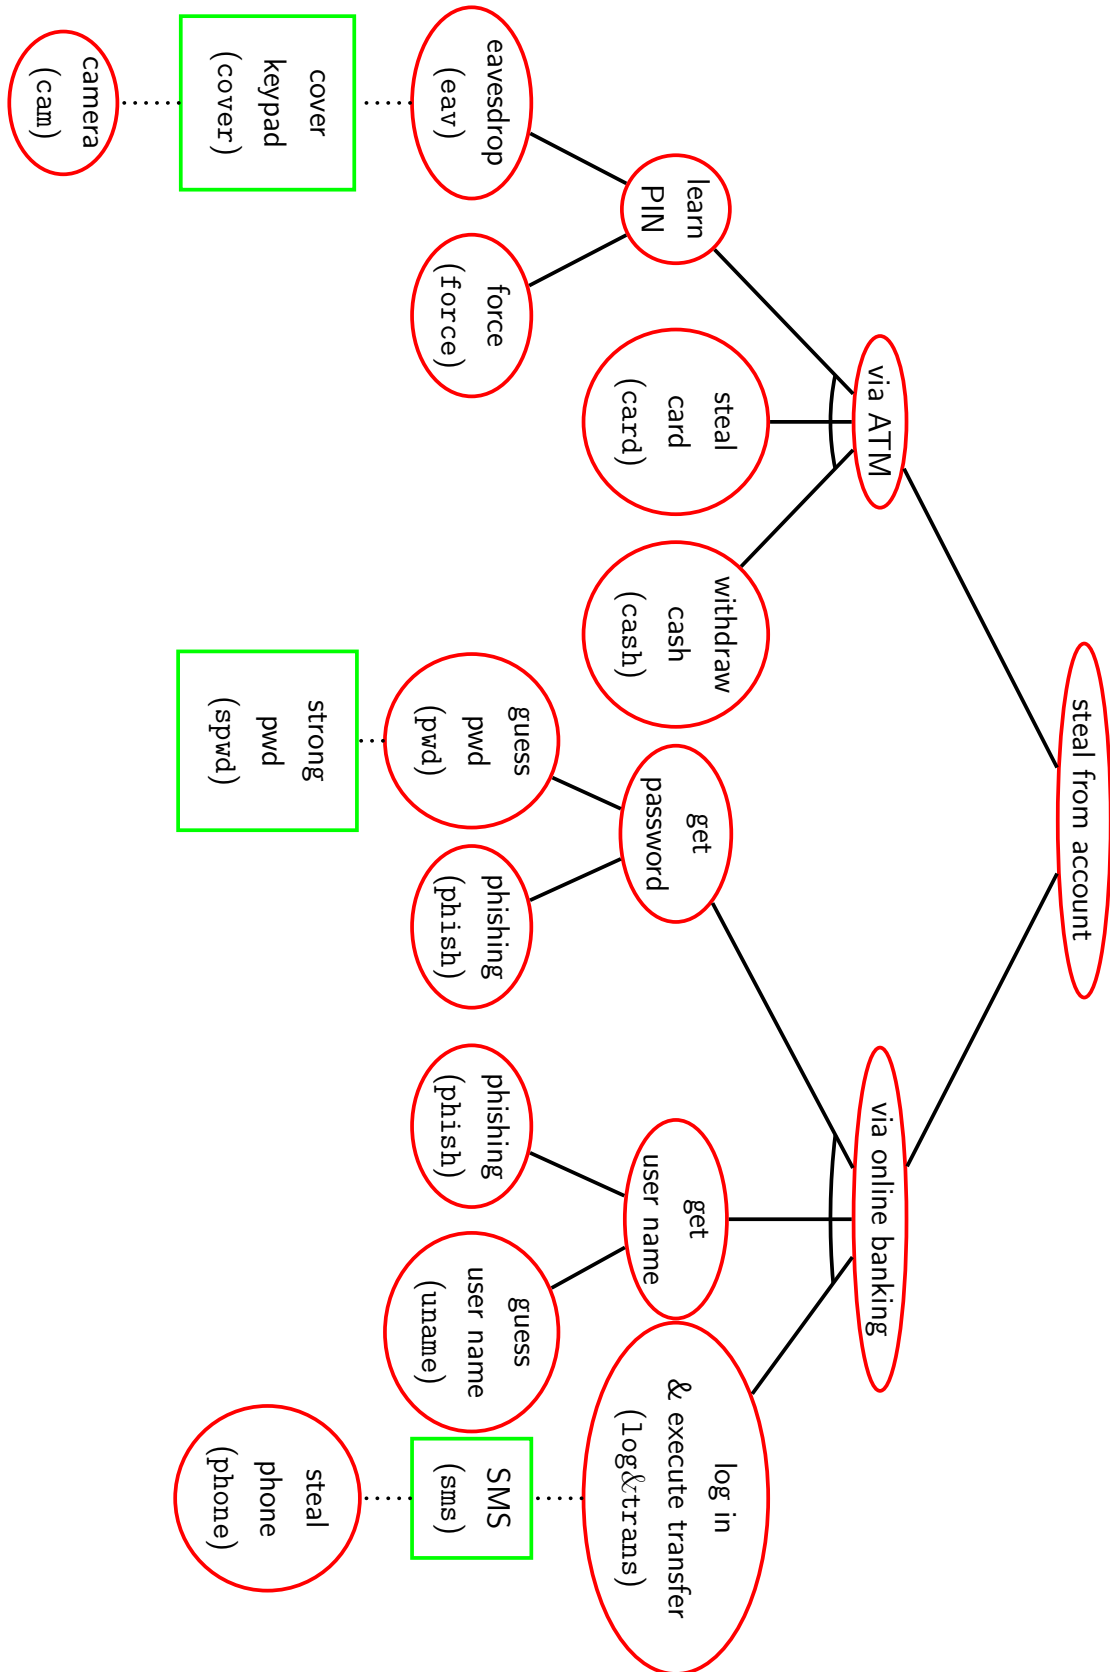 steal from account
via ATM
via online banking
learn
PIN
steal
card
(card)
withdraw
cash
(cash)
get
password
get
user name
log in
& execute transfer
(log&trans)
eavesdrop
(eav)
force
(force)
guess
pwd
(pwd)
phishing
(phish)
phishing
(phish)
guess
user name
(uname)
SMS
(sms)
cover
keypad
(cover)
strong
pwd
(spwd)
steal
phone
(phone)
camera
(cam)